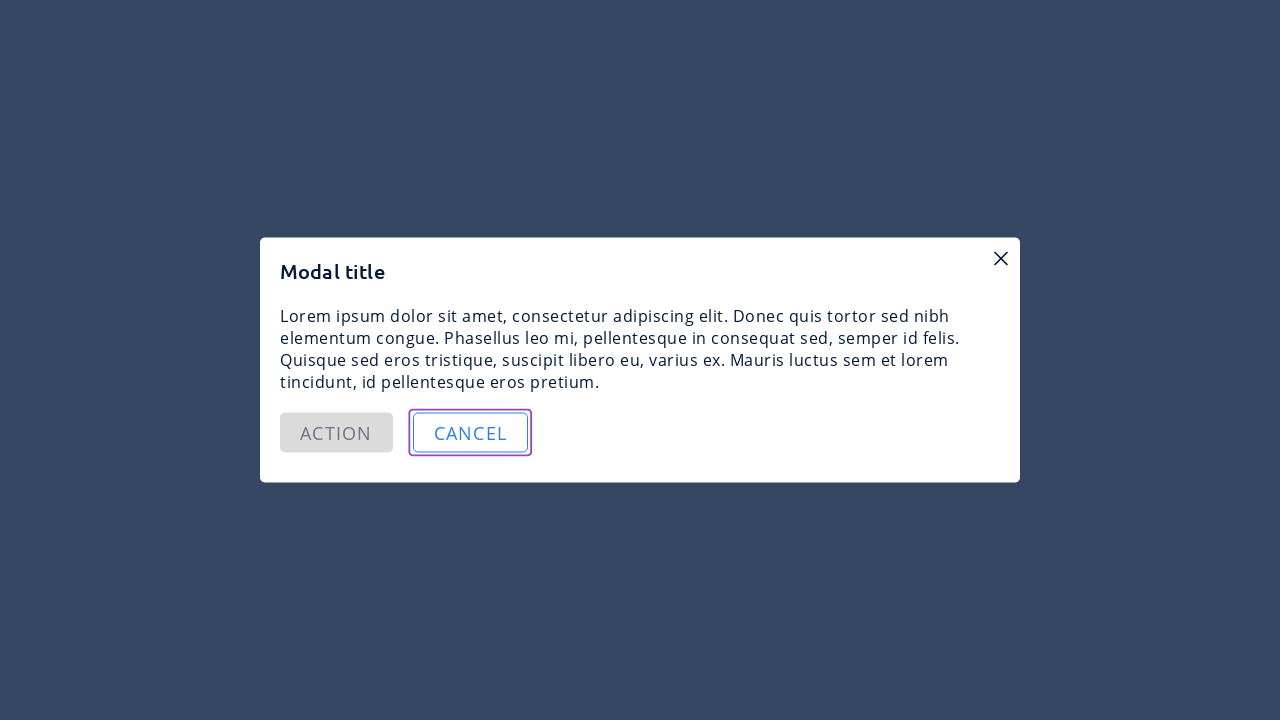 Modal title
Lorem ipsum dolor sit amet, consectetur adipiscing elit. Donec quis tortor sed nibh
elementum congue. Phasellus leo mi, pellentesque in consequat sed, semper id felis.
Quisque sed eros tristique, suscipit libero eu, varius ex. Mauris luctus sem et lorem
tincidunt, id pellentesque eros pretium.
ACTION CANCEL